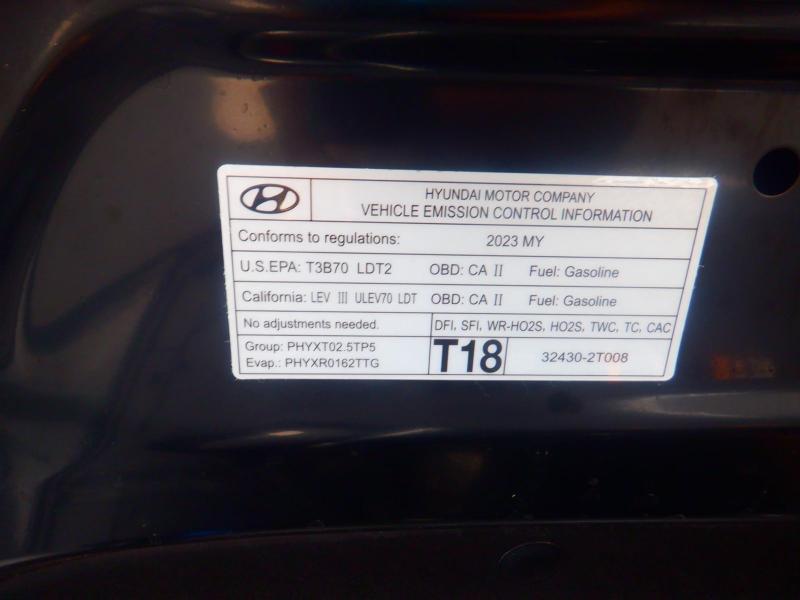 HYUNDAI MOTOR COMPANY
VEHICLE EMISSION CONTROL INFORMATION
Conforms to regulations: 2023 MY
U.S.EPA: T3B70 LDT2 OBD: CA II Fuel: Gasoline
California: LEV III ULEV70 LDT OBD: CA II Fuel: Gasoline
No adjustments needed. DFI, SFI, WR-HO2S, HO2S, TWC, TC, CAC
Group: PHYXT02.5TP5
Evap.: PHYXR0162TTG
T18 32430-2T008